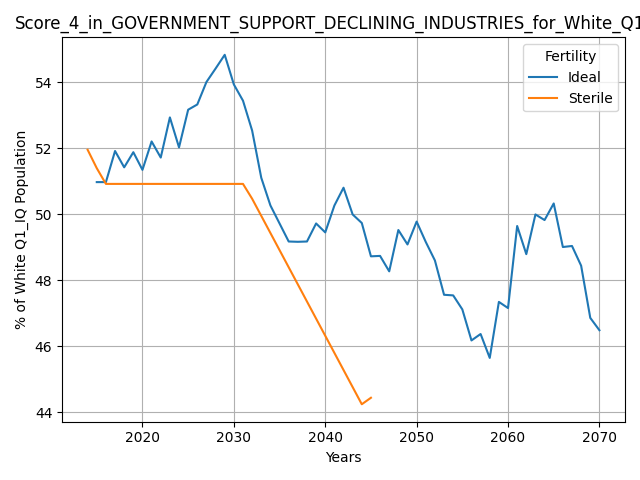 Score_4_in_GOVERNMENT_SUPPORT_DECLINING_INDUSTRIES_for_White_Q1
Fertility
Ideal
Sterile
% of White Q1_IQ Population
54
52
50
48
46
44
2020 2030 2040 2050 2060 2070
Years